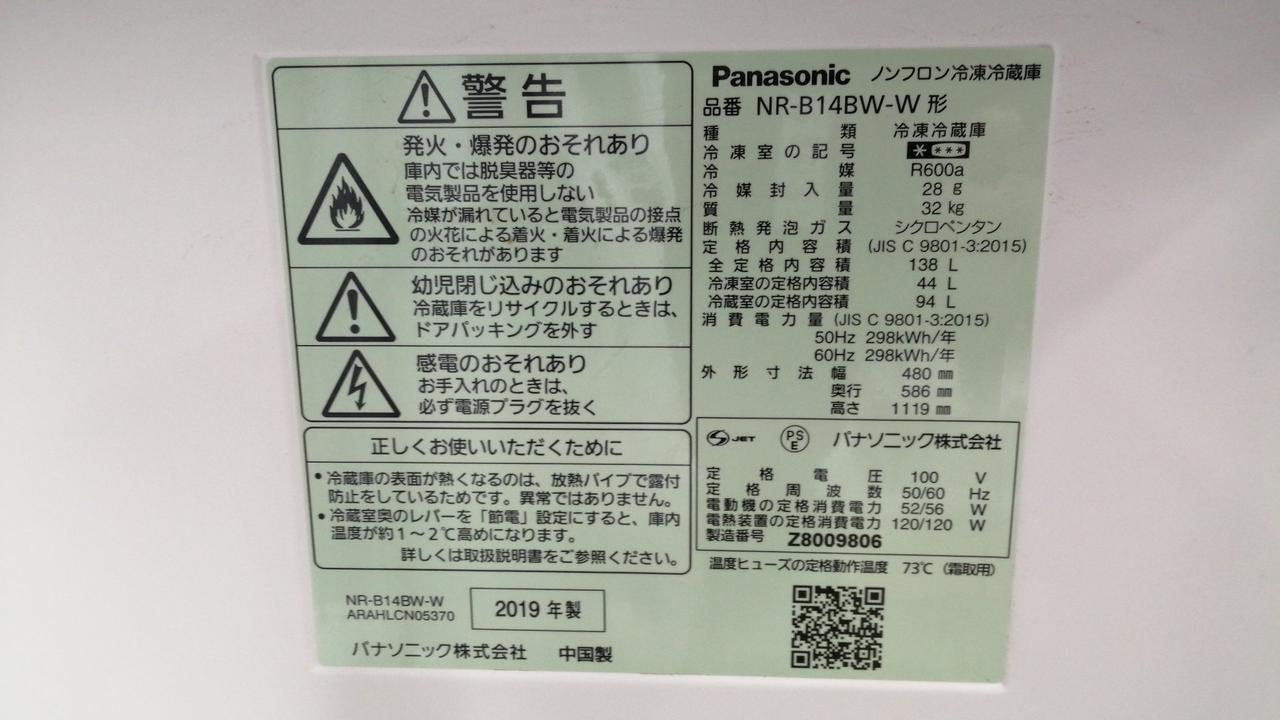 警告
発火・爆発のおそれあり
庫内では脱臭器等の
電気製品を使用しない
冷媒が漏れていると電気製品の接点
の火花による着火・着火による爆発
のおそれがあります
幼児閉じ込みのおそれあり
冷蔵庫をリサイクルするときは、
ドアパッキングを外す
感電のおそれあり
お手入れのときは、
必ず電源プラグを抜く
正しくお使いいただくために
・冷蔵庫の表面が熱くなるのは、放熱パイプで露付
防止をしているためです。異常ではありません。
・冷蔵室奥のレバーを「節電」設定にすると、庫内
温度が約1～2℃高めになります。
詳しくは取扱説明書をご参照ください。
NR-B14BW-W
ARAHLCN05370
2019 年製
パナソニック株式会社 中国製
Panasonic ノンフロン冷凍冷蔵庫
品番 NR-B14BW-W 形
種類 冷凍冷蔵庫
冷凍室の記号 * ***
冷媒 R600a
冷媒封入量 28 g
質量 32 kg
断熱発泡ガス シクロペンタン
定格内容積 (JIS C 9801-3:2015)
全定格内容積 138 L
冷凍室の定格内容積 44 L
冷蔵室の定格内容積 94 L
消費電力量 (JIS C 9801-3:2015)
50Hz 298kWh/年
60Hz 298kWh/年
外形寸法 幅 480 mm
奥行 586 mm
高さ 1119 mm
S JET PS E パナソニック株式会社
定格電圧 100 V
定格周波数 50/60 Hz
電動機の定格消費電力 52/56 W
電熱装置の定格消費電力 120/120 W
製造番号 Z8009806
温度ヒューズの定格動作温度 73℃（霜取用）